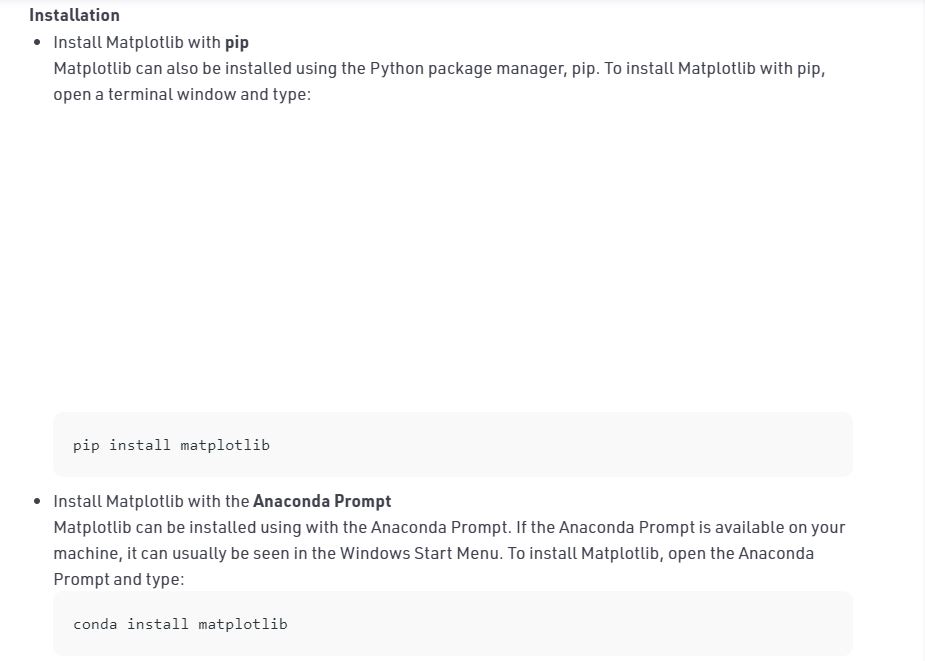 Installation
Install Matplotlib with pip
Matplotlib can also be installed using the Python package manager, pip. To install Matplotlib with pip,
open a terminal window and type:
pip install matplotlib
Install Matplotlib with the Anaconda Prompt
Matplotlib can be installed using with the Anaconda Prompt. If the Anaconda Prompt is available on your
machine, it can usually be seen in the Windows Start Menu. To install Matplotlib, open the Anaconda
Prompt and type:
conda install matplotlib